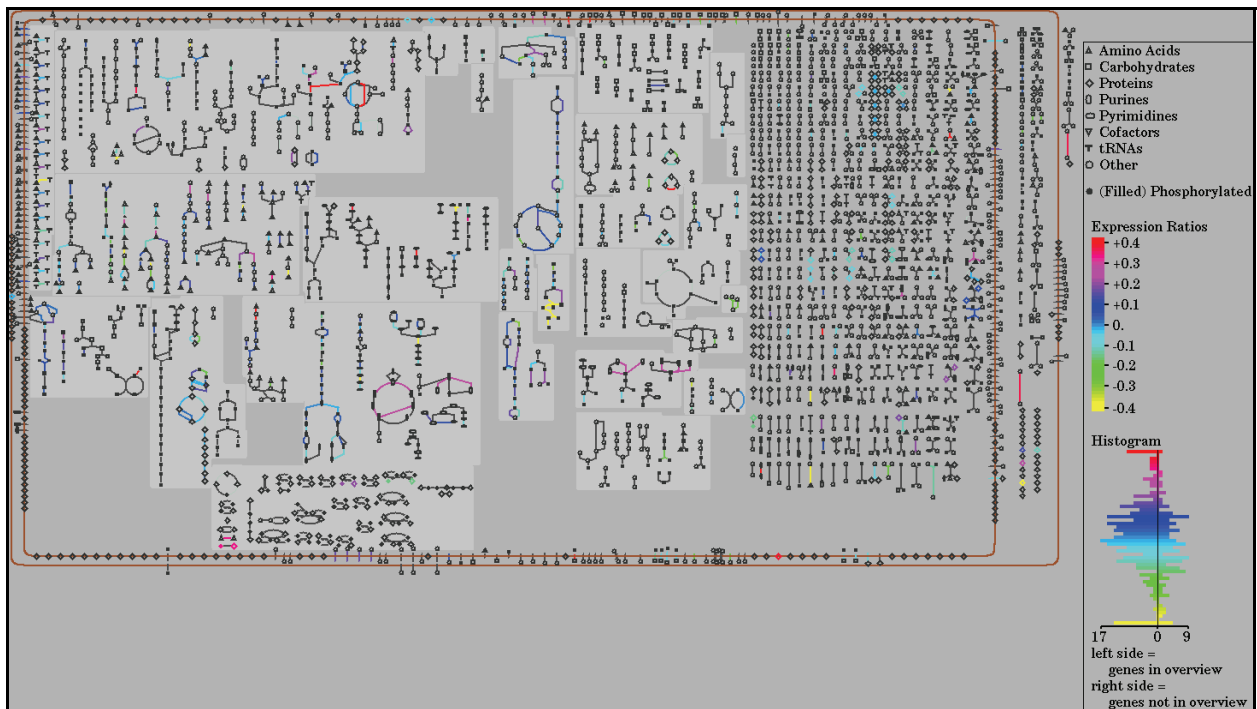 Amino Acids
Carbohydrates
Proteins
Purines
Pyrimidines
Cofactors
tRNAs
Other
(Filled) Phosphorylated
Expression Ratios
+0.4
+0.3
+0.2
+0.1
0.
-0.1
-0.2
-0.3
-0.4
Histogram
17 0 9
left side =
genes in overview
right side =
genes not in overview